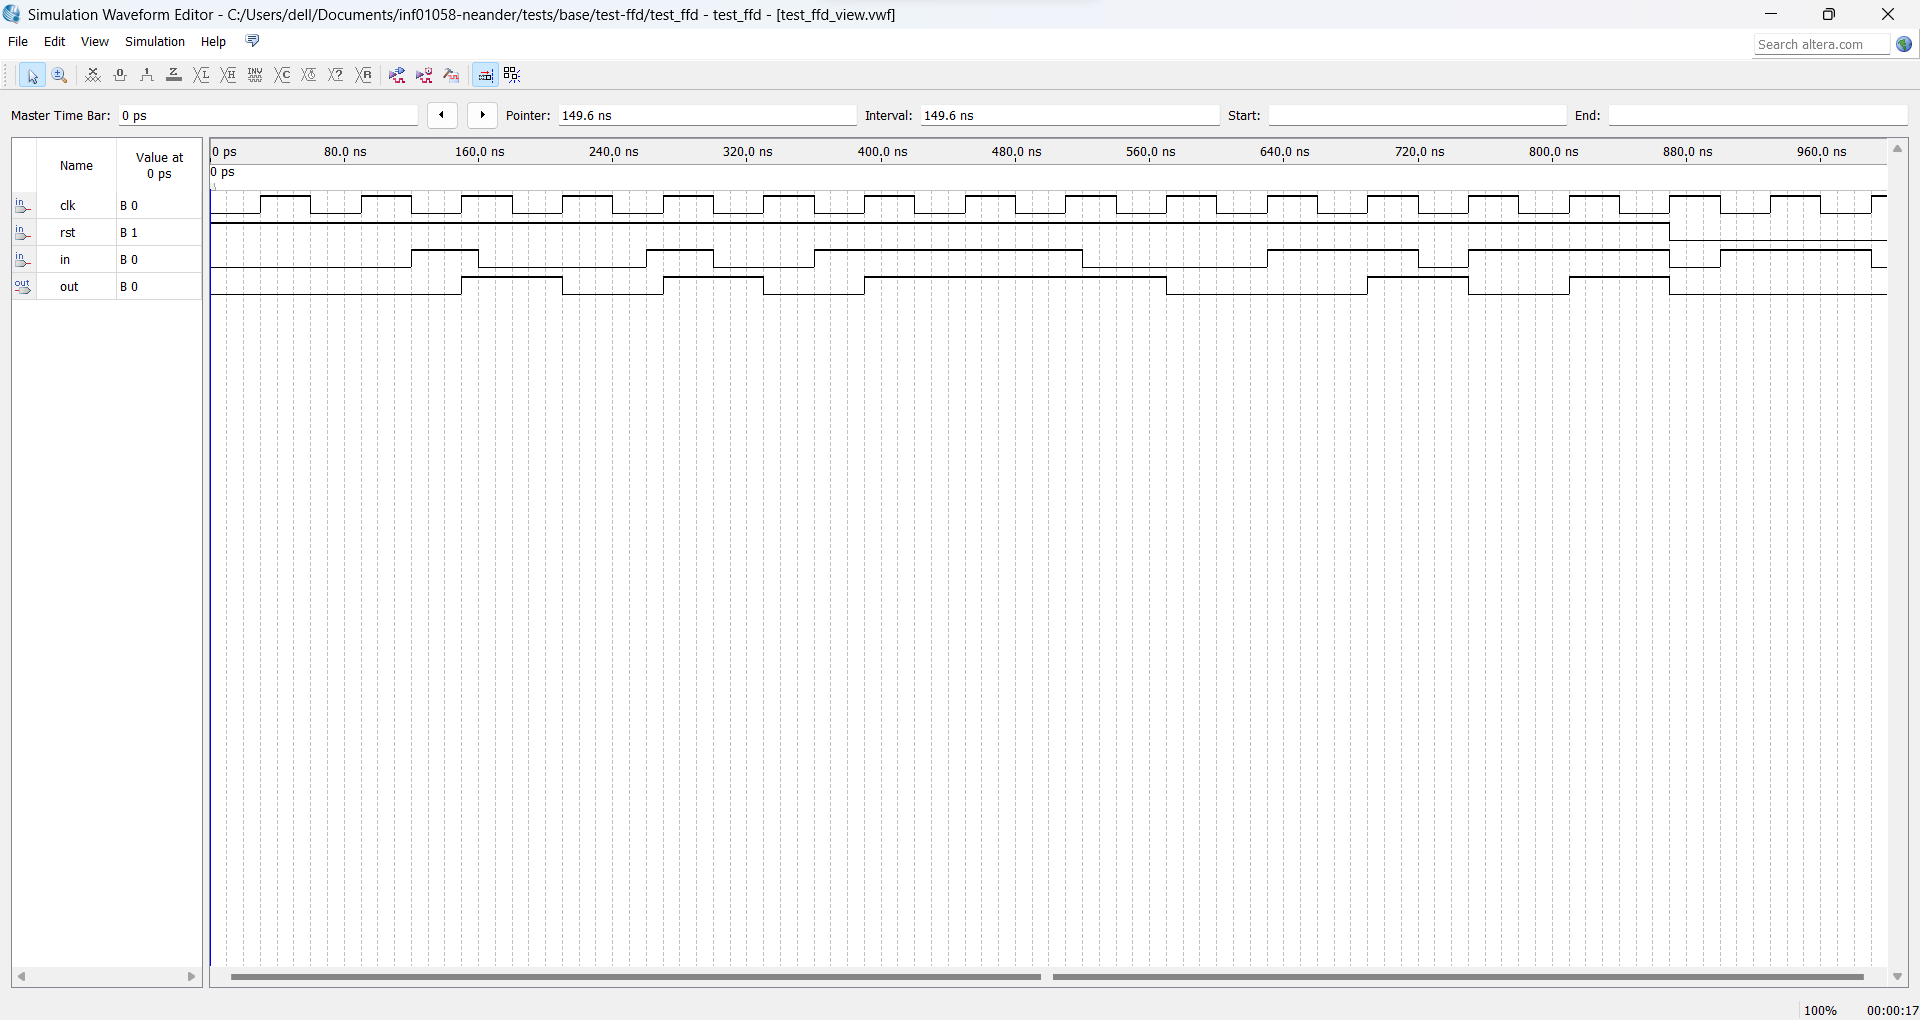 Simulation Waveform Editor - C:/Users/dell/Documents/inf01058-neander/tests/base/test-ffd/test_ffd - test_ffd - [test_ffd_view.vwf]
File Edit View Simulation Help
Search altera.com
Master Time Bar: 0 ps Pointer: 149.6 ns Interval: 149.6 ns Start: End:
Name Value at 0 ps
0 ps 80.0 ns 160.0 ns 240.0 ns 320.0 ns 400.0 ns 480.0 ns 560.0 ns 640.0 ns 720.0 ns 800.0 ns 880.0 ns 960.0 ns
0 ps
in clk B 0
in rst B 1
in in B 0
out out B 0
100% 00:00:17